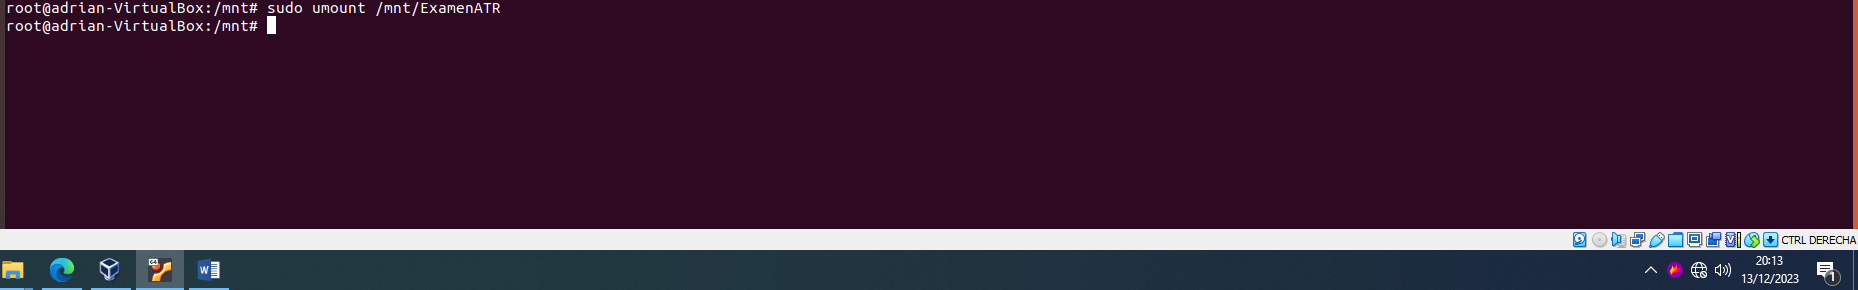 root@adrian-VirtualBox:/mnt# sudo umount /mnt/ExamenATR
root@adrian-VirtualBox:/mnt#
CTRL DERECHA
20:13
13/12/2023
1